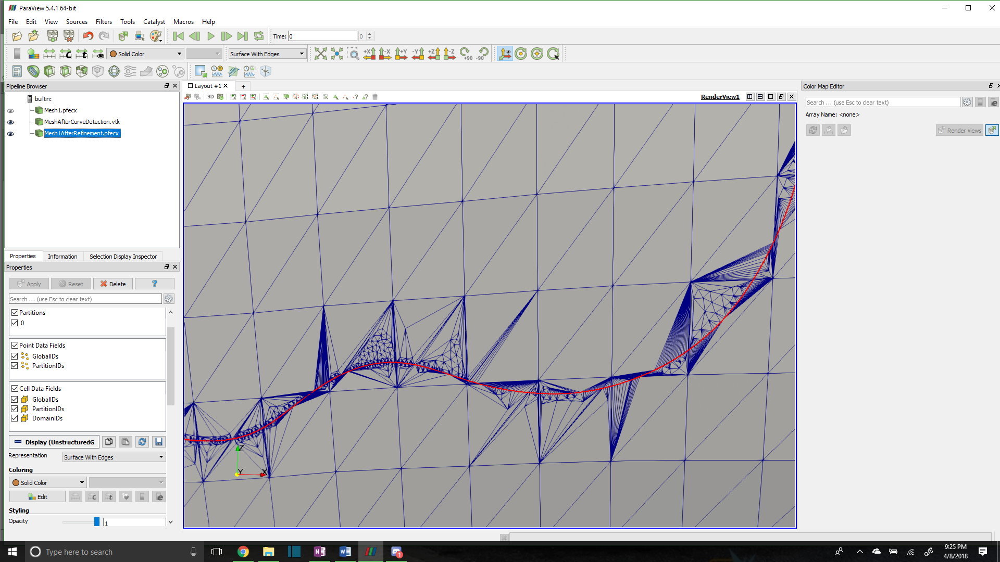 ParaView 5.4.1 64-bit
File Edit View Sources Filters Tools Catalyst Macros Help
Time: 0 0
Solid Color Surface With Edges +X -X +Y -Y +Z -Z +90 -90
Pipeline Browser
builtin:
Mesh1.pfecx
MeshAfterCurveDetection.vtk
Mesh1AfterRefinement.pfecx
Properties Information Selection Display Inspector
Properties
Apply Reset Delete ?
Search ... (use Esc to clear text)
Partitions
0
Point Data Fields
GlobalIDs
PartitionIDs
Cell Data Fields
GlobalIDs
PartitionIDs
DomainIDs
Display (UnstructuredG
Representation Surface With Edges
Coloring
Solid Color
Edit
Styling
Opacity 1
Layout #1 +
3D RenderView1
Z
Y X
Color Map Editor
Search ... (use Esc to clear text)
Array Name: <none>
Render Views
Type here to search
1
9:25 PM
4/8/2018